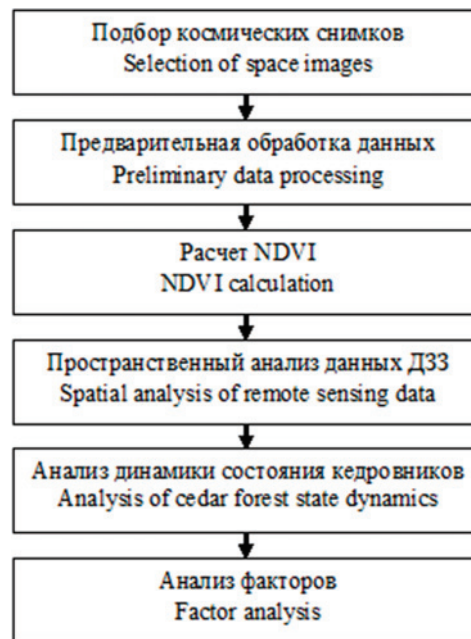 Подбор космических снимков
Selection of space images
Предварительная обработка данных
Preliminary data processing
Расчет NDVI
NDVI calculation
Пространственный анализ данных ДЗЗ
Spatial analysis of remote sensing data
Анализ динамики состояния кедровников
Analysis of cedar forest state dynamics
Анализ факторов
Factor analysis